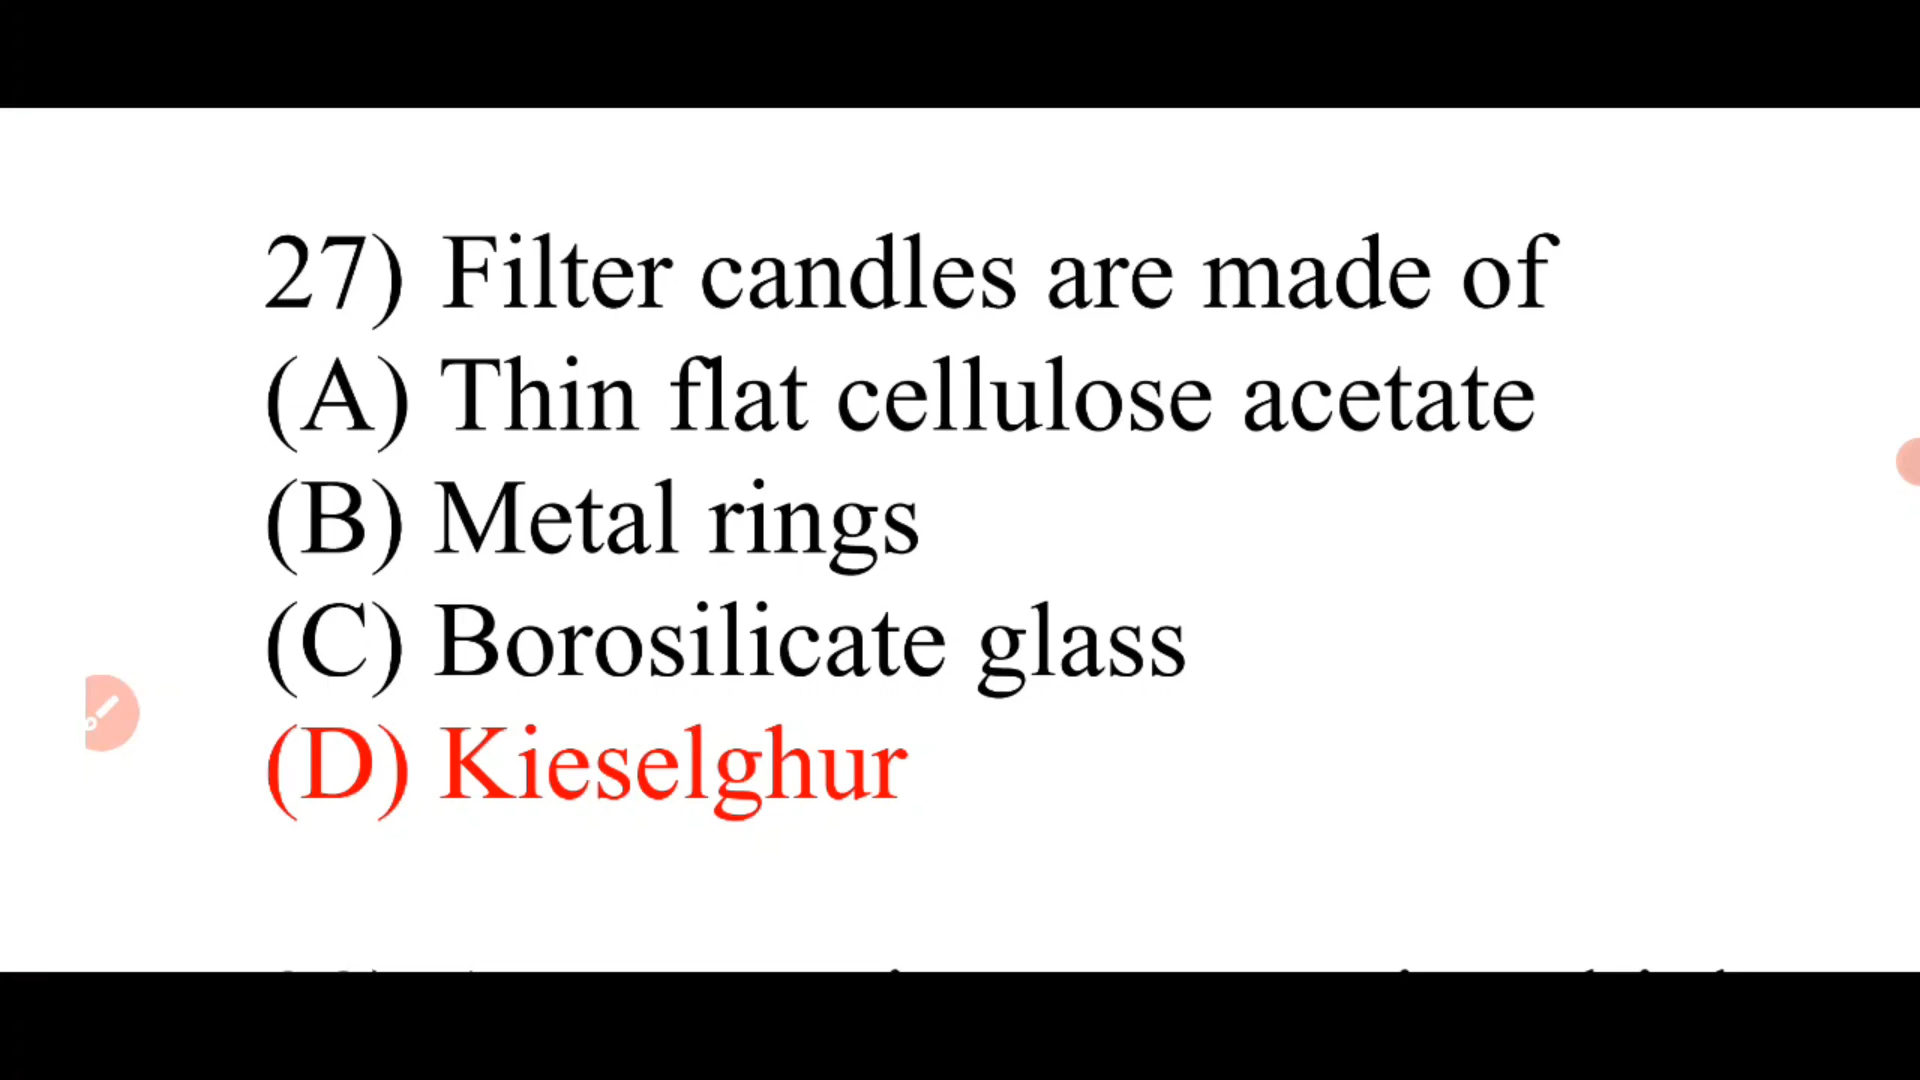 27) Filter candles are made of
(A) Thin flat cellulose acetate
(B) Metal rings
(C) Borosilicate glass
(D) Kieselghur